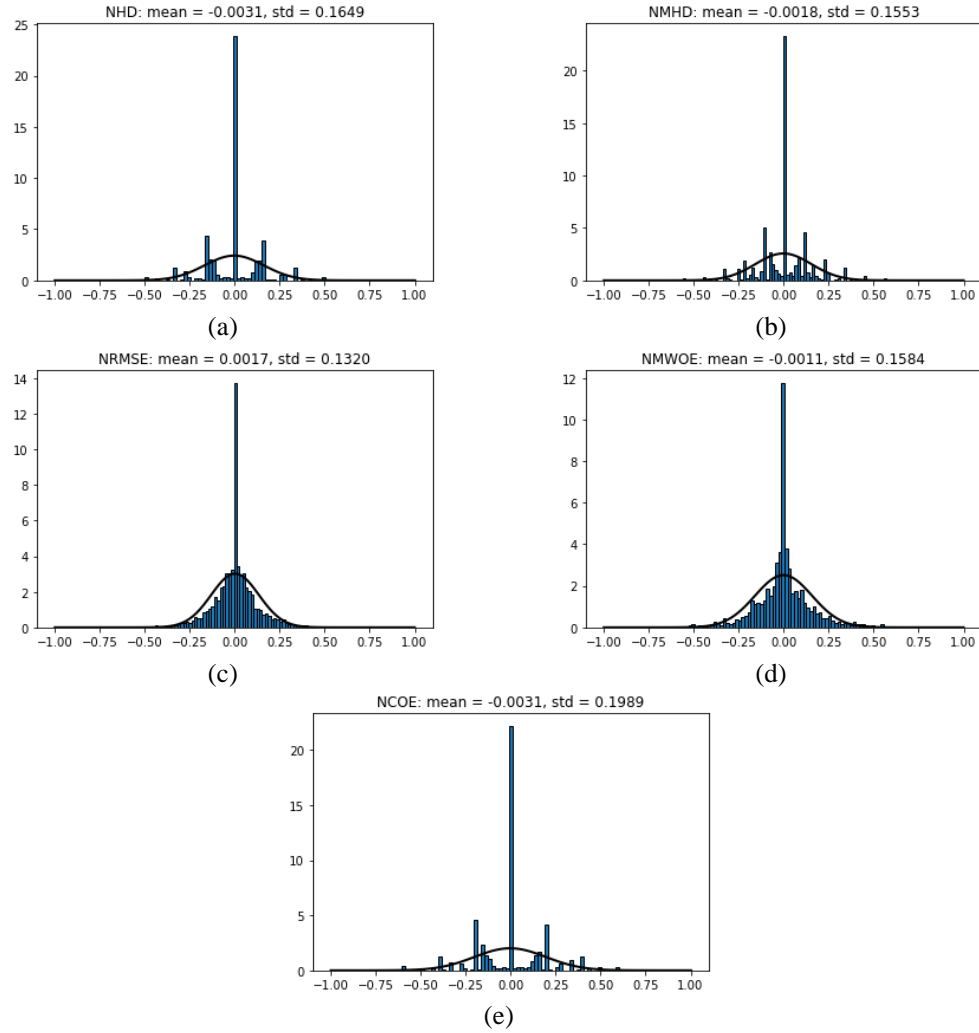 NHD: mean = -0.0031, std = 0.1649
25
20
15
10
5
0
−1.00 −0.75 −0.50 −0.25 0.00 0.25 0.50 0.75 1.00
(a)
NMHD: mean = -0.0018, std = 0.1553
20
15
10
5
0
−1.00 −0.75 −0.50 −0.25 0.00 0.25 0.50 0.75 1.00
(b)
NRMSE: mean = 0.0017, std = 0.1320
14
12
10
8
6
4
2
0
−1.00 −0.75 −0.50 −0.25 0.00 0.25 0.50 0.75 1.00
(c)
NMWOE: mean = -0.0011, std = 0.1584
12
10
8
6
4
2
0
−1.00 −0.75 −0.50 −0.25 0.00 0.25 0.50 0.75 1.00
(d)
NCOE: mean = -0.0031, std = 0.1989
20
15
10
5
0
−1.00 −0.75 −0.50 −0.25 0.00 0.25 0.50 0.75 1.00
(e)